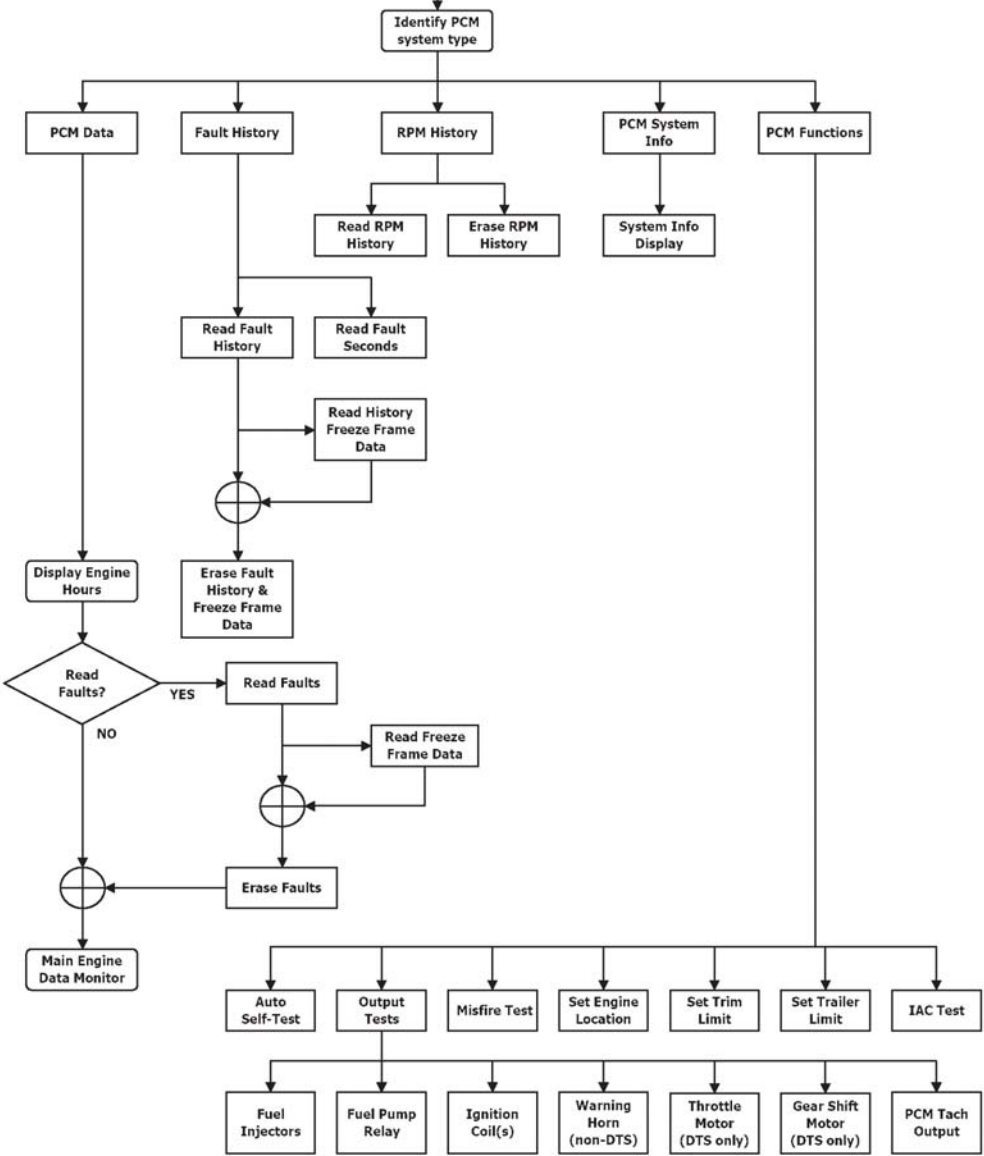 Identify PCM
system type
PCM Data
Fault History
RPM History
PCM System
Info
PCM Functions
Read RPM
History
Erase RPM
History
System Info
Display
Read Fault
History
Read Fault
Seconds
Read History
Freeze Frame
Data
Display Engine
Hours
Erase Fault
History &
Freeze Frame
Data
Read
Faults?
YES
NO
Read Faults
Read Freeze
Frame Data
Erase Faults
Main Engine
Data Monitor
Auto
Self-Test
Output
Tests
Misfire Test
Set Engine
Location
Set Trim
Limit
Set Trailer
Limit
IAC Test
Fuel
Injectors
Fuel Pump
Relay
Ignition
Coil(s)
Warning
Horn
(non-DTS)
Throttle
Motor
(DTS only)
Gear Shift
Motor
(DTS only)
PCM Tach
Output